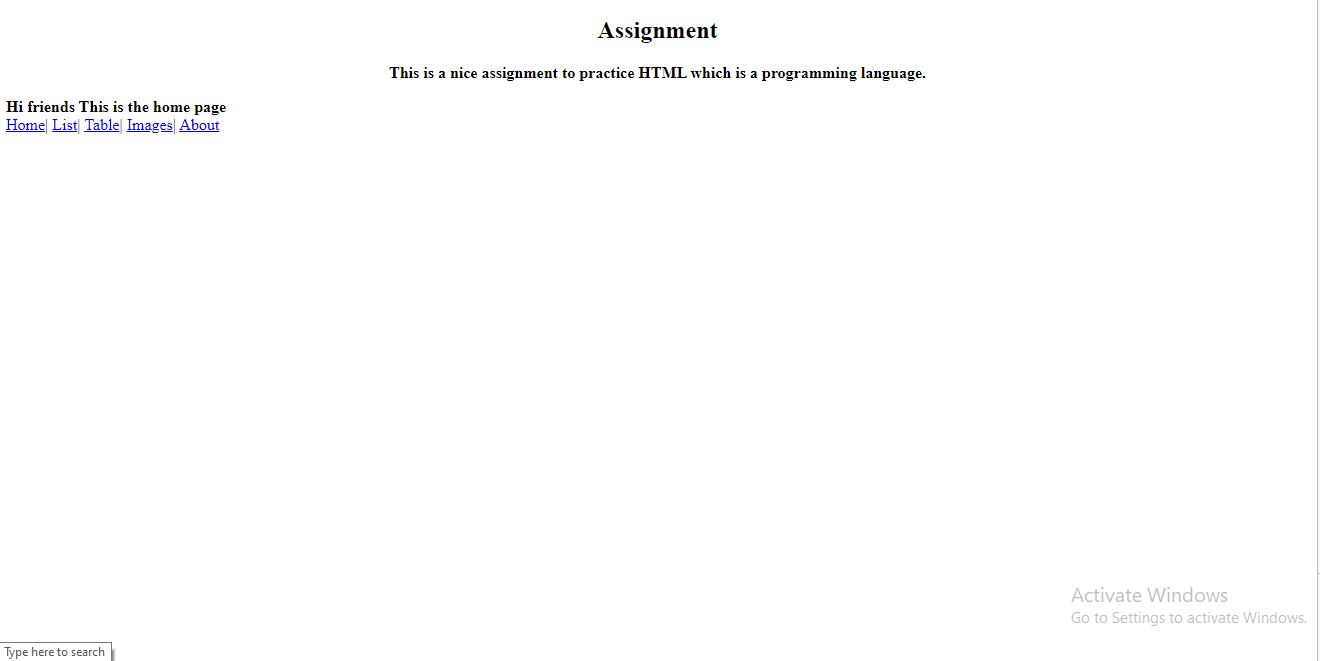 Assignment
This is a nice assignment to practice HTML which is a programming language.
Hi friends This is the home page
Home| List| Table| Images| About
Activate Windows
Go to Settings to activate Windows.
Type here to search